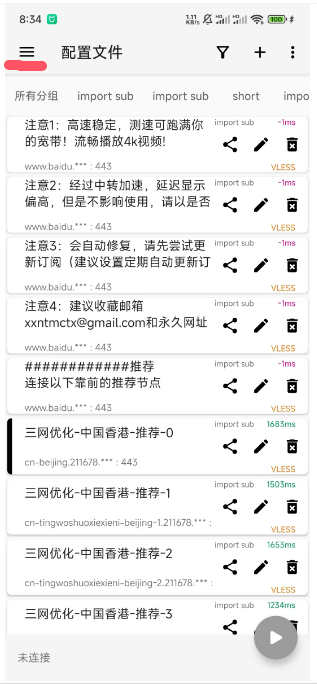 8:34
1.11 KB/s
配置文件
所有分组 import sub import sub short impo
注意1：高速稳定，测速可跑满你 import sub -1ms
的宽带！流畅播放4k视频!
www.baidu.*** : 443 VLESS
注意2：经过中转加速，延迟显示 import sub -1ms
偏高，但是不影响使用，请以是否
www.baidu.*** : 443 VLESS
注意3：会自动修复，请先尝试更 import sub -1ms
新订阅（建议设置定期自动更新订
www.baidu.*** : 443 VLESS
注意4：建议收藏邮箱 import sub -1ms
xxntmctx@gmail.com和永久网址
www.baidu.*** : 443 VLESS
############推荐 import sub -1ms
连接以下靠前的推荐节点
www.baidu.*** : 443 VLESS
三网优化-中国香港-推荐-0 import sub 1683ms
cn-beijing.211678.*** : 443 VLESS
三网优化-中国香港-推荐-1 import sub 1503ms
cn-tingwoshuoxiexieni-beijing-1.211678.*** : VLESS
三网优化-中国香港-推荐-2 import sub 1653ms
cn-tingwoshuoxiexieni-beijing-2.211678.*** : VLESS
三网优化-中国香港-推荐-3 import sub 1234ms
未连接